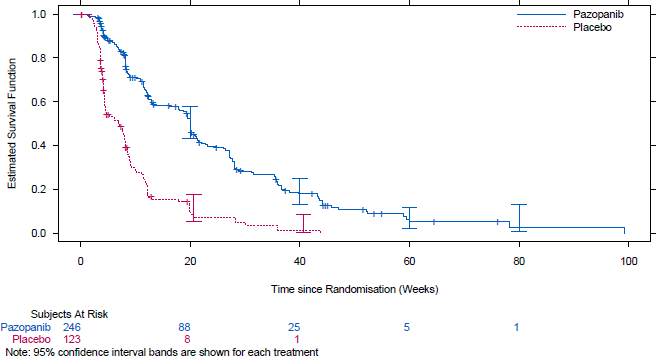 Pazopanib
Placebo
Estimated Survival Function
1.0
0.8
0.6
0.4
0.2
0.0
0 20 40 60 80 100
Time since Randomisation (Weeks)
Subjects At Risk
Pazopanib 246 88 25 5 1
Placebo 123 8 1
Note: 95% confidence interval bands are shown for each treatment